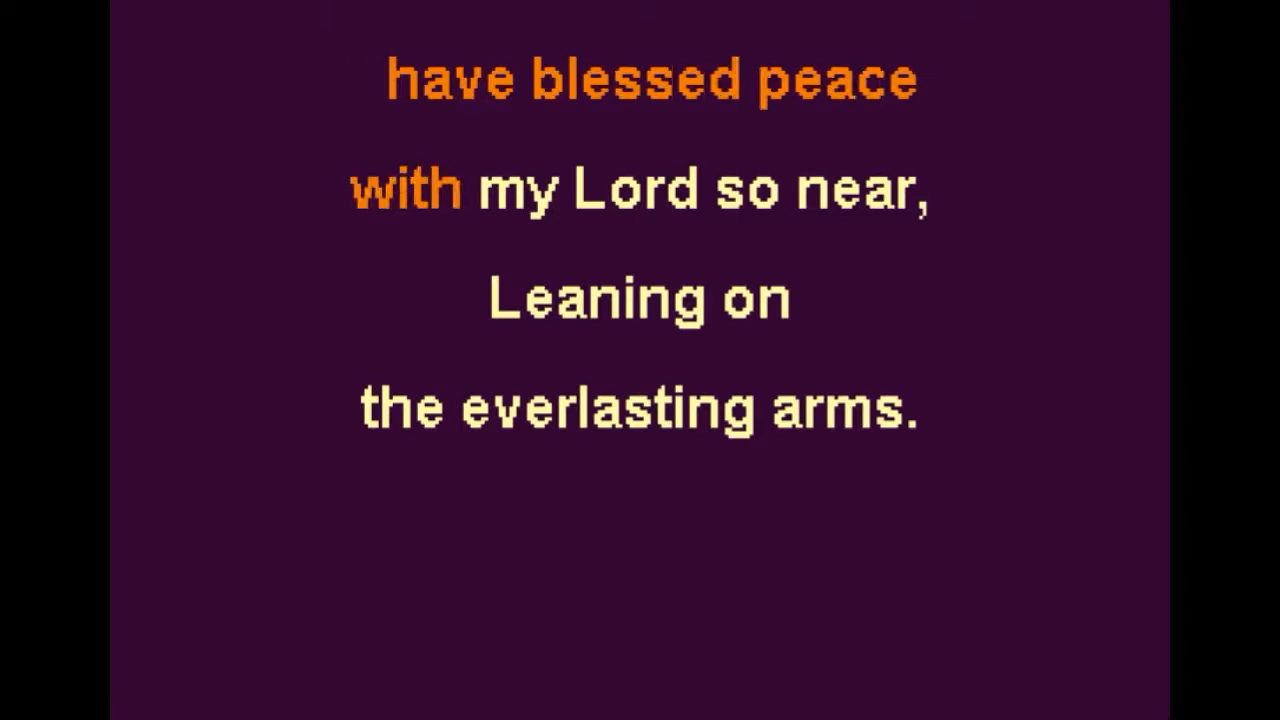 have blessed peace
with my Lord so near,
Leaning on
the everlasting arms.